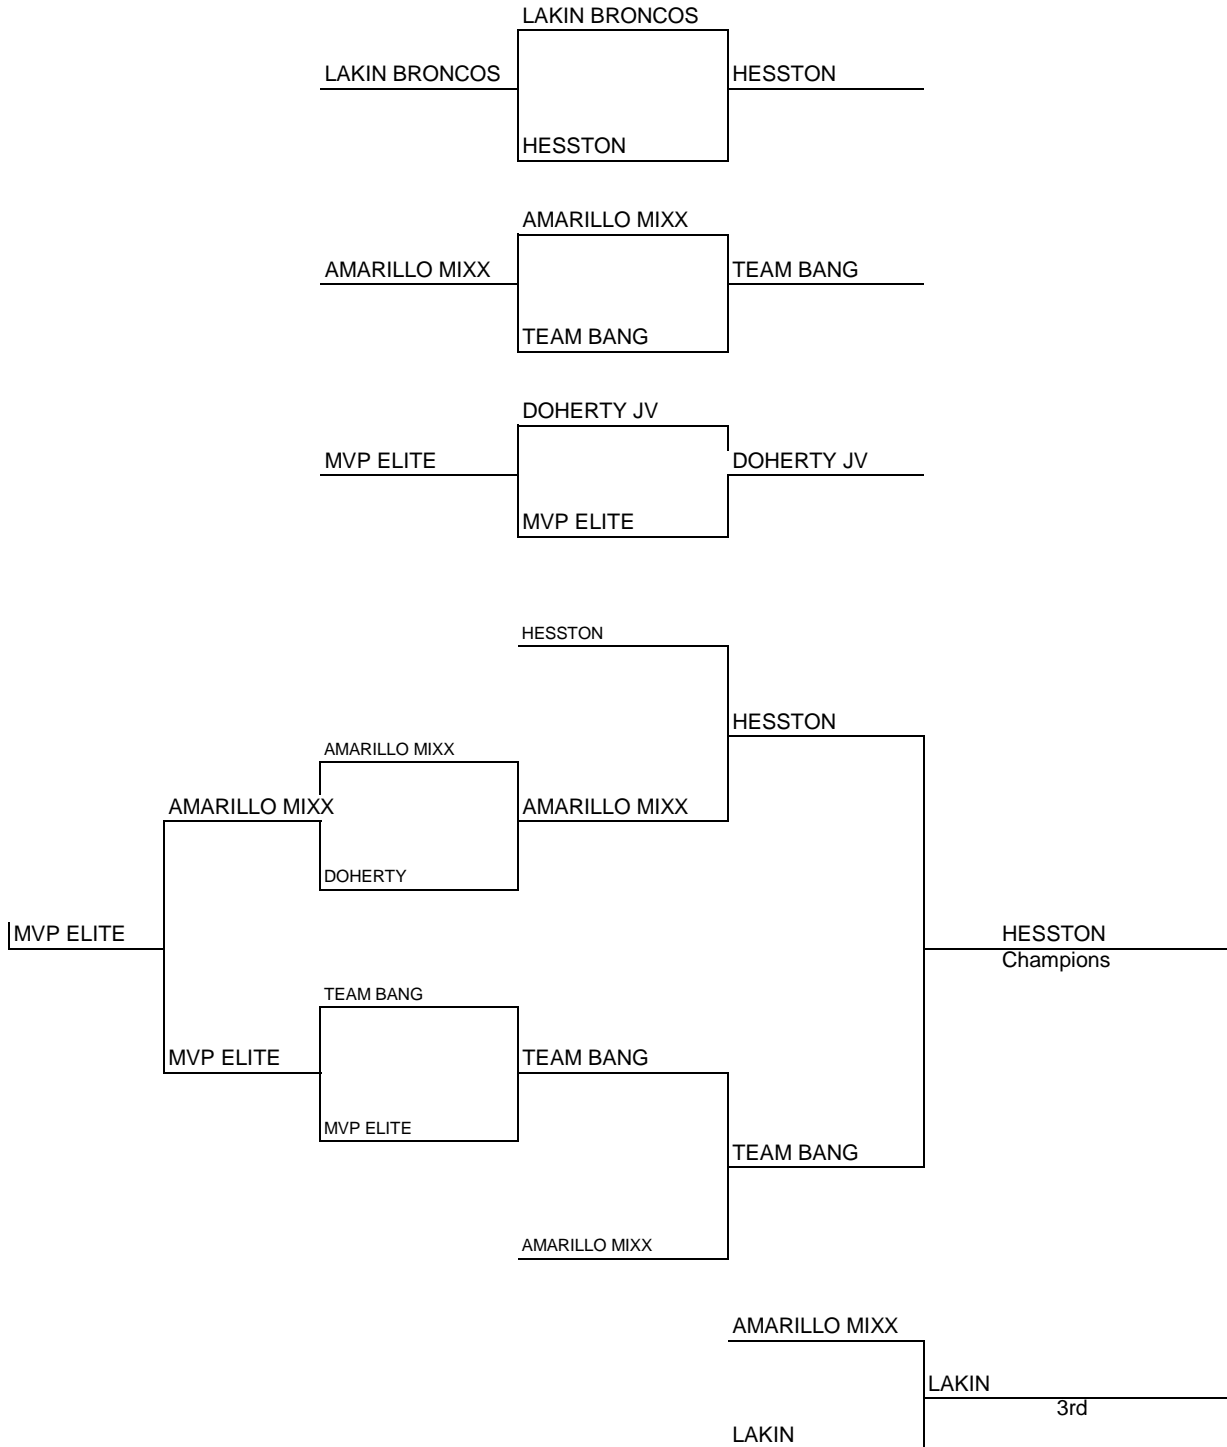 LAKIN BRONCOS
LAKIN BRONCOS
HESSTON
HESSTON
AMARILLO MIXX
AMARILLO MIXX
TEAM BANG
TEAM BANG
DOHERTY JV
MVP ELITE
DOHERTY JV
MVP ELITE
HESSTON
HESSTON
AMARILLO MIXX
AMARILLO MIXX
AMARILLO MIXX
DOHERTY
MVP ELITE
HESSTON
Champions
TEAM BANG
MVP ELITE
TEAM BANG
MVP ELITE
TEAM BANG
AMARILLO MIXX
AMARILLO MIXX
LAKIN
3rd
LAKIN